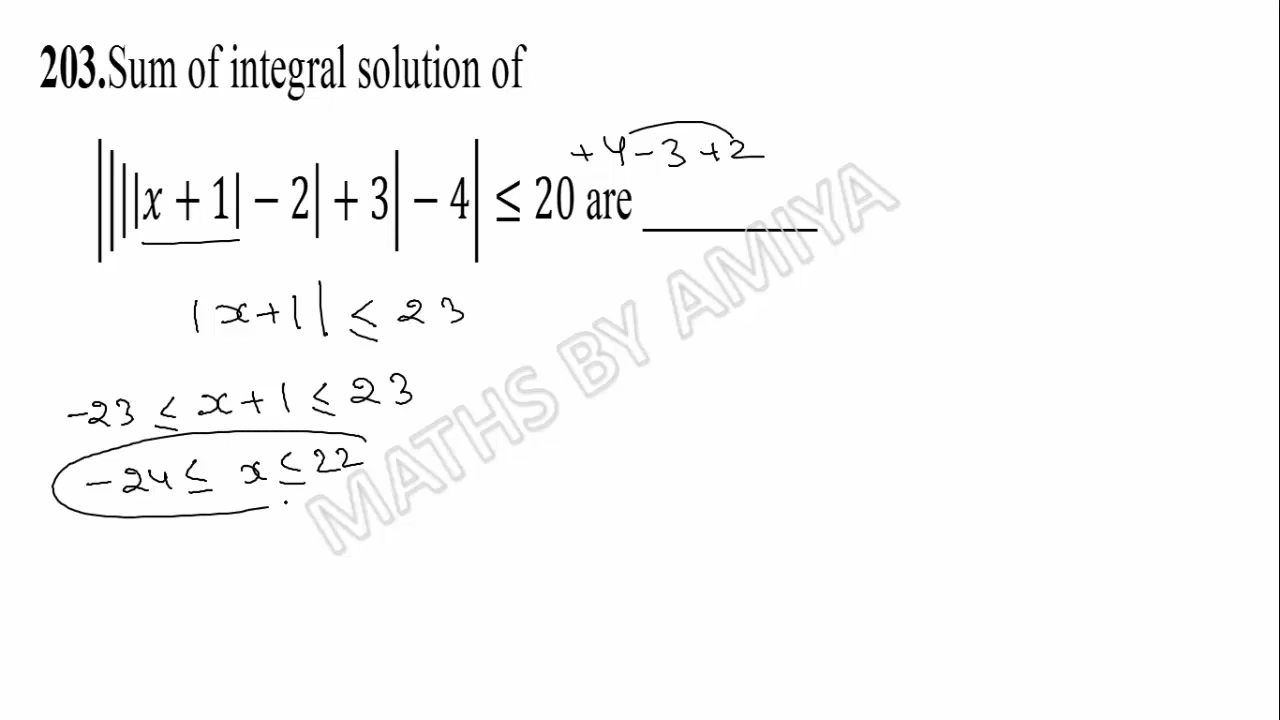 203.Sum of integral solution of
+4-3+2
||||x + 1| − 2| + 3| − 4| ≤ 20 are ________
|x+1| ≤ 23
-23 ≤ x+1 ≤ 23
-24 ≤ x ≤ 22
MATHS BY AMIYA